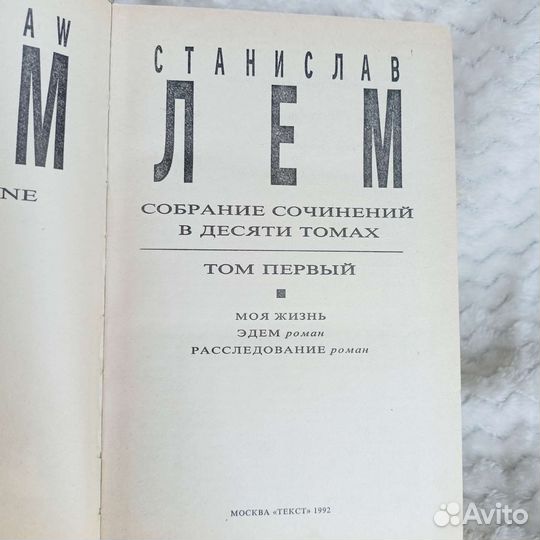 AW
M
NE
СТАНИСЛАВ
ЛЕМ
СОБРАНИЕ СОЧИНЕНИЙ
В ДЕСЯТИ ТОМАХ
ТОМ ПЕРВЫЙ
МОЯ ЖИЗНЬ
ЭДЕМ роман
РАССЛЕДОВАНИЕ роман
МОСКВА «ТЕКСТ» 1992
Avito